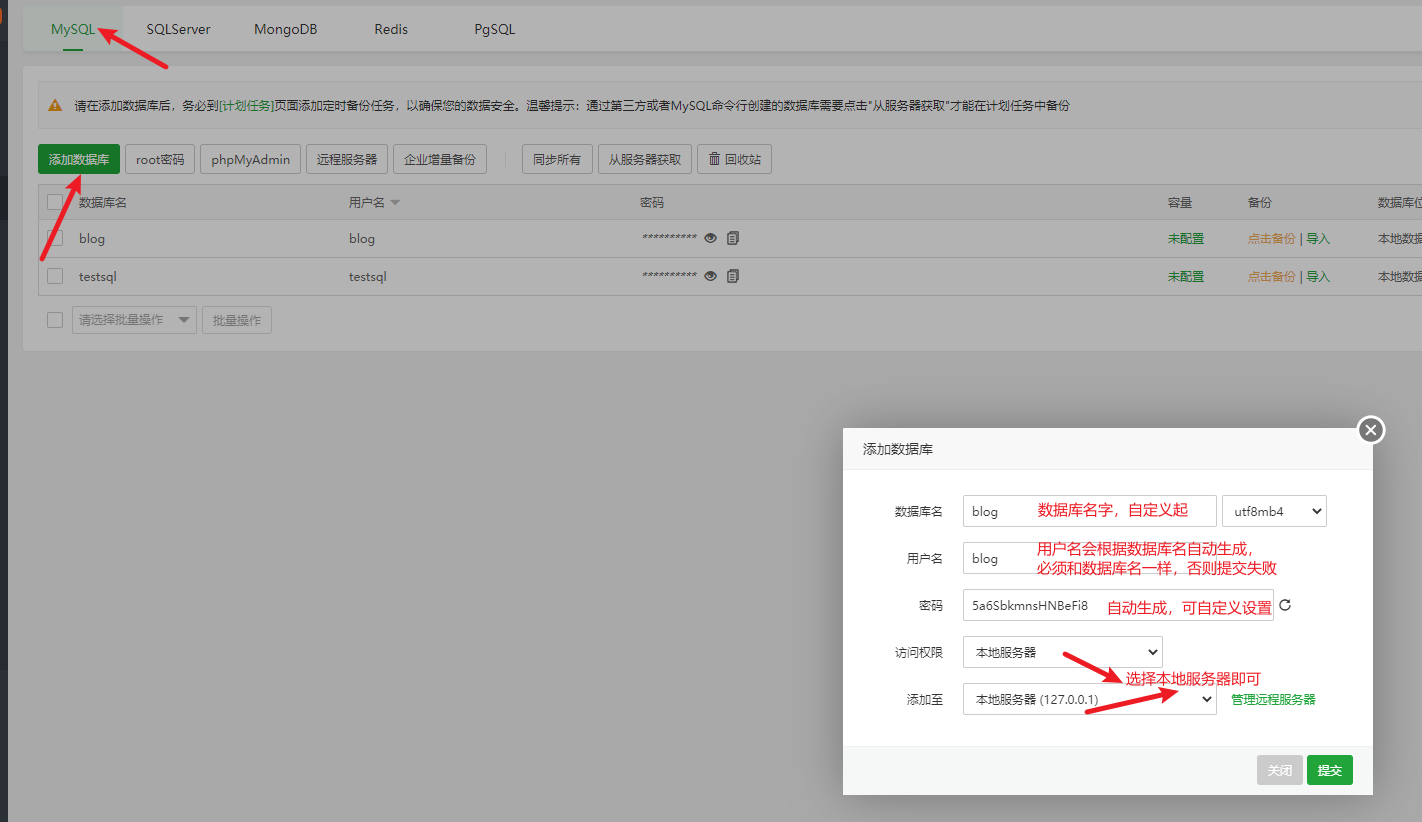 MySQL SQLServer MongoDB Redis PgSQL
请在添加数据库后，务必到[计划任务]页面添加定时备份任务，以确保您的数据安全。温馨提示：通过第三方或者MySQL命令行创建的数据库需要点击"从服务器获取"才能在计划任务中备份
添加数据库 root密码 phpMyAdmin 远程服务器 企业增量备份 同步所有 从服务器获取 回收站
数据库名 用户名 密码 容量 备份 数据库位
blog blog ********** 未配置 点击备份 | 导入 本地数据
testsql testsql ********** 未配置 点击备份 | 导入 本地数据
请选择批量操作 批量操作
添加数据库
数据库名 blog 数据库名字，自定义起 utf8mb4
用户名 blog 用户名会根据数据库名自动生成，
必须和数据库名一样，否则提交失败
密码 5a6SbkmnsHNBeFi8 自动生成，可自定义设置
访问权限 本地服务器
选择本地服务器即可
添加至 本地服务器 (127.0.0.1) 管理远程服务器
关闭 提交